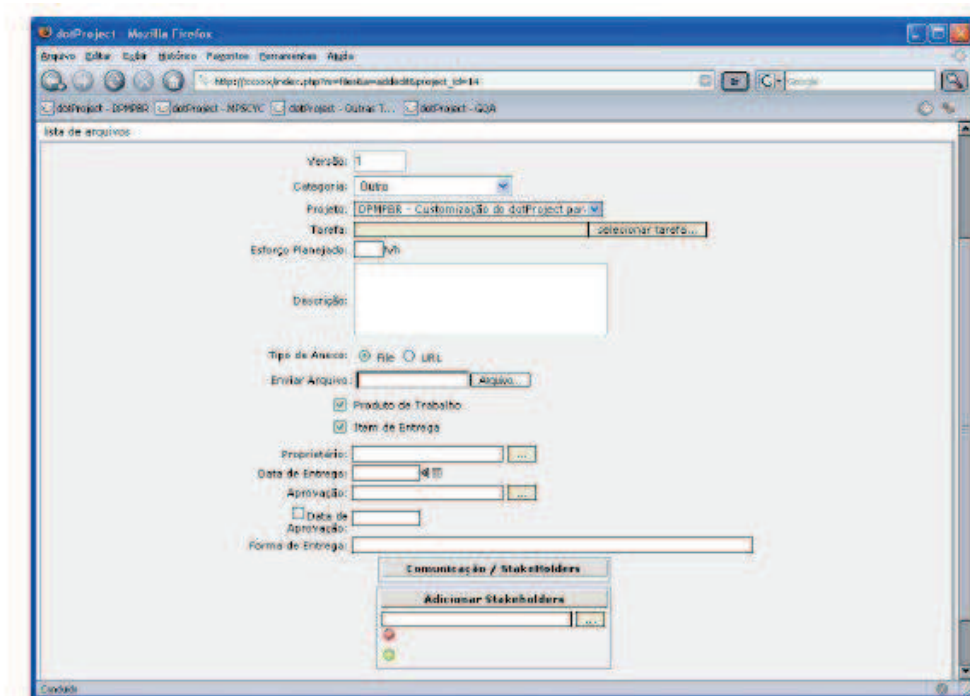 dotProject - Mozilla Firefox
Arquivo Editar Exibir Histórico Favoritos Ferramentas Ajuda
Google
dotProject - DPMPBR dotProject - MPSCYC dotProject - Outras T... dotProject - GQA
lista de arquivos
Versão: 1
Categoria: Outro
Projeto: DPMPBR - Customização do dotProject par
Tarefa: selecionar tarefa...
Esforço Planejado: h/h
Descrição:
Tipo de Anexo: File URL
Enviar Arquivo: Arquivo...
Produto de Trabalho
Item de Entrega
Proprietário: ...
Data de Entrega:
Aprovação: ...
Data de
Aprovação:
Forma de Entrega:
Comunicação / StakeHolders
Adicionar Stakeholders
...
Concluído